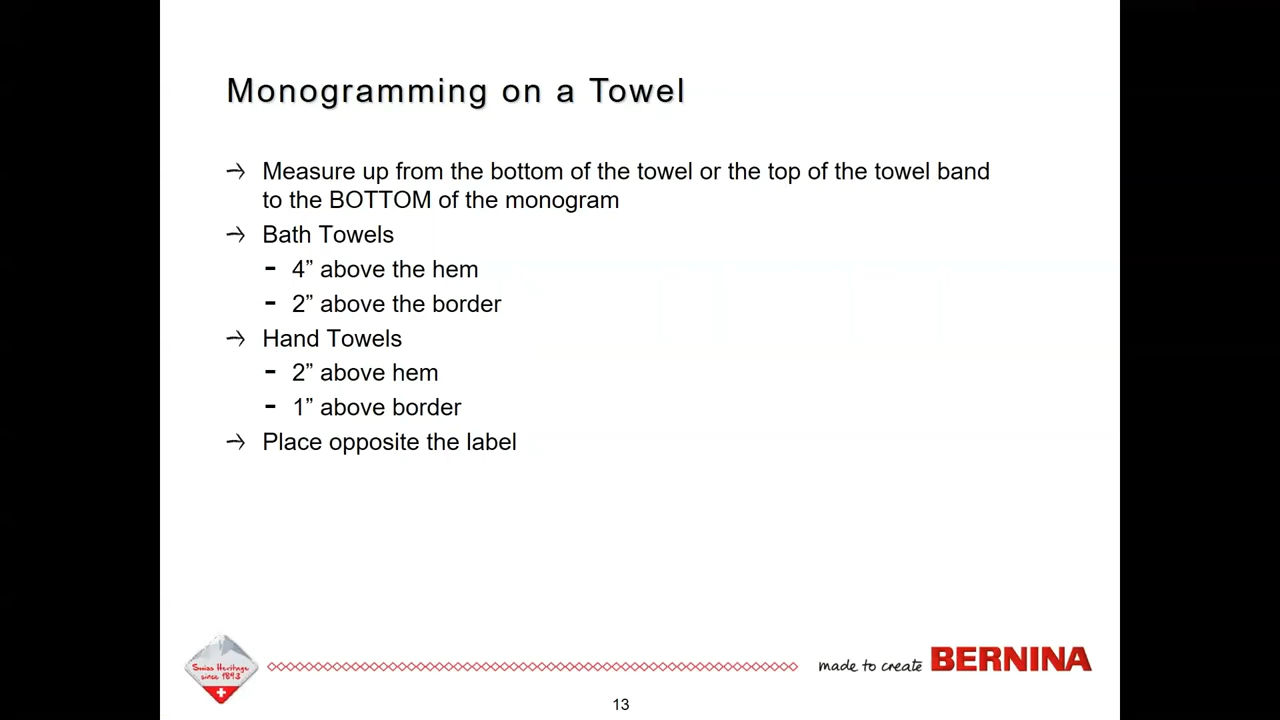 Monogramming on a Towel
→ Measure up from the bottom of the towel or the top of the towel band
to the BOTTOM of the monogram
→ Bath Towels
- 4” above the hem
- 2” above the border
→ Hand Towels
- 2” above hem
- 1” above border
→ Place opposite the label
Swiss Heritage
since 1893
made to create BERNINA
13